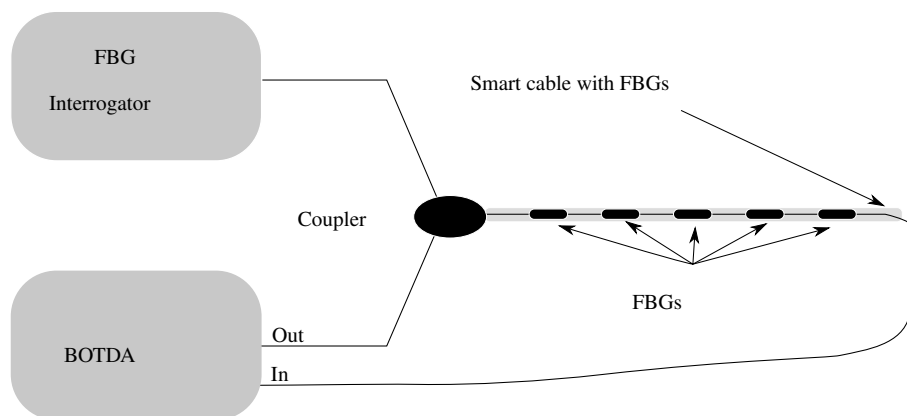 FBG
Interrogator
Smart cable with FBGs
Coupler
FBGs
Out
BOTDA
In